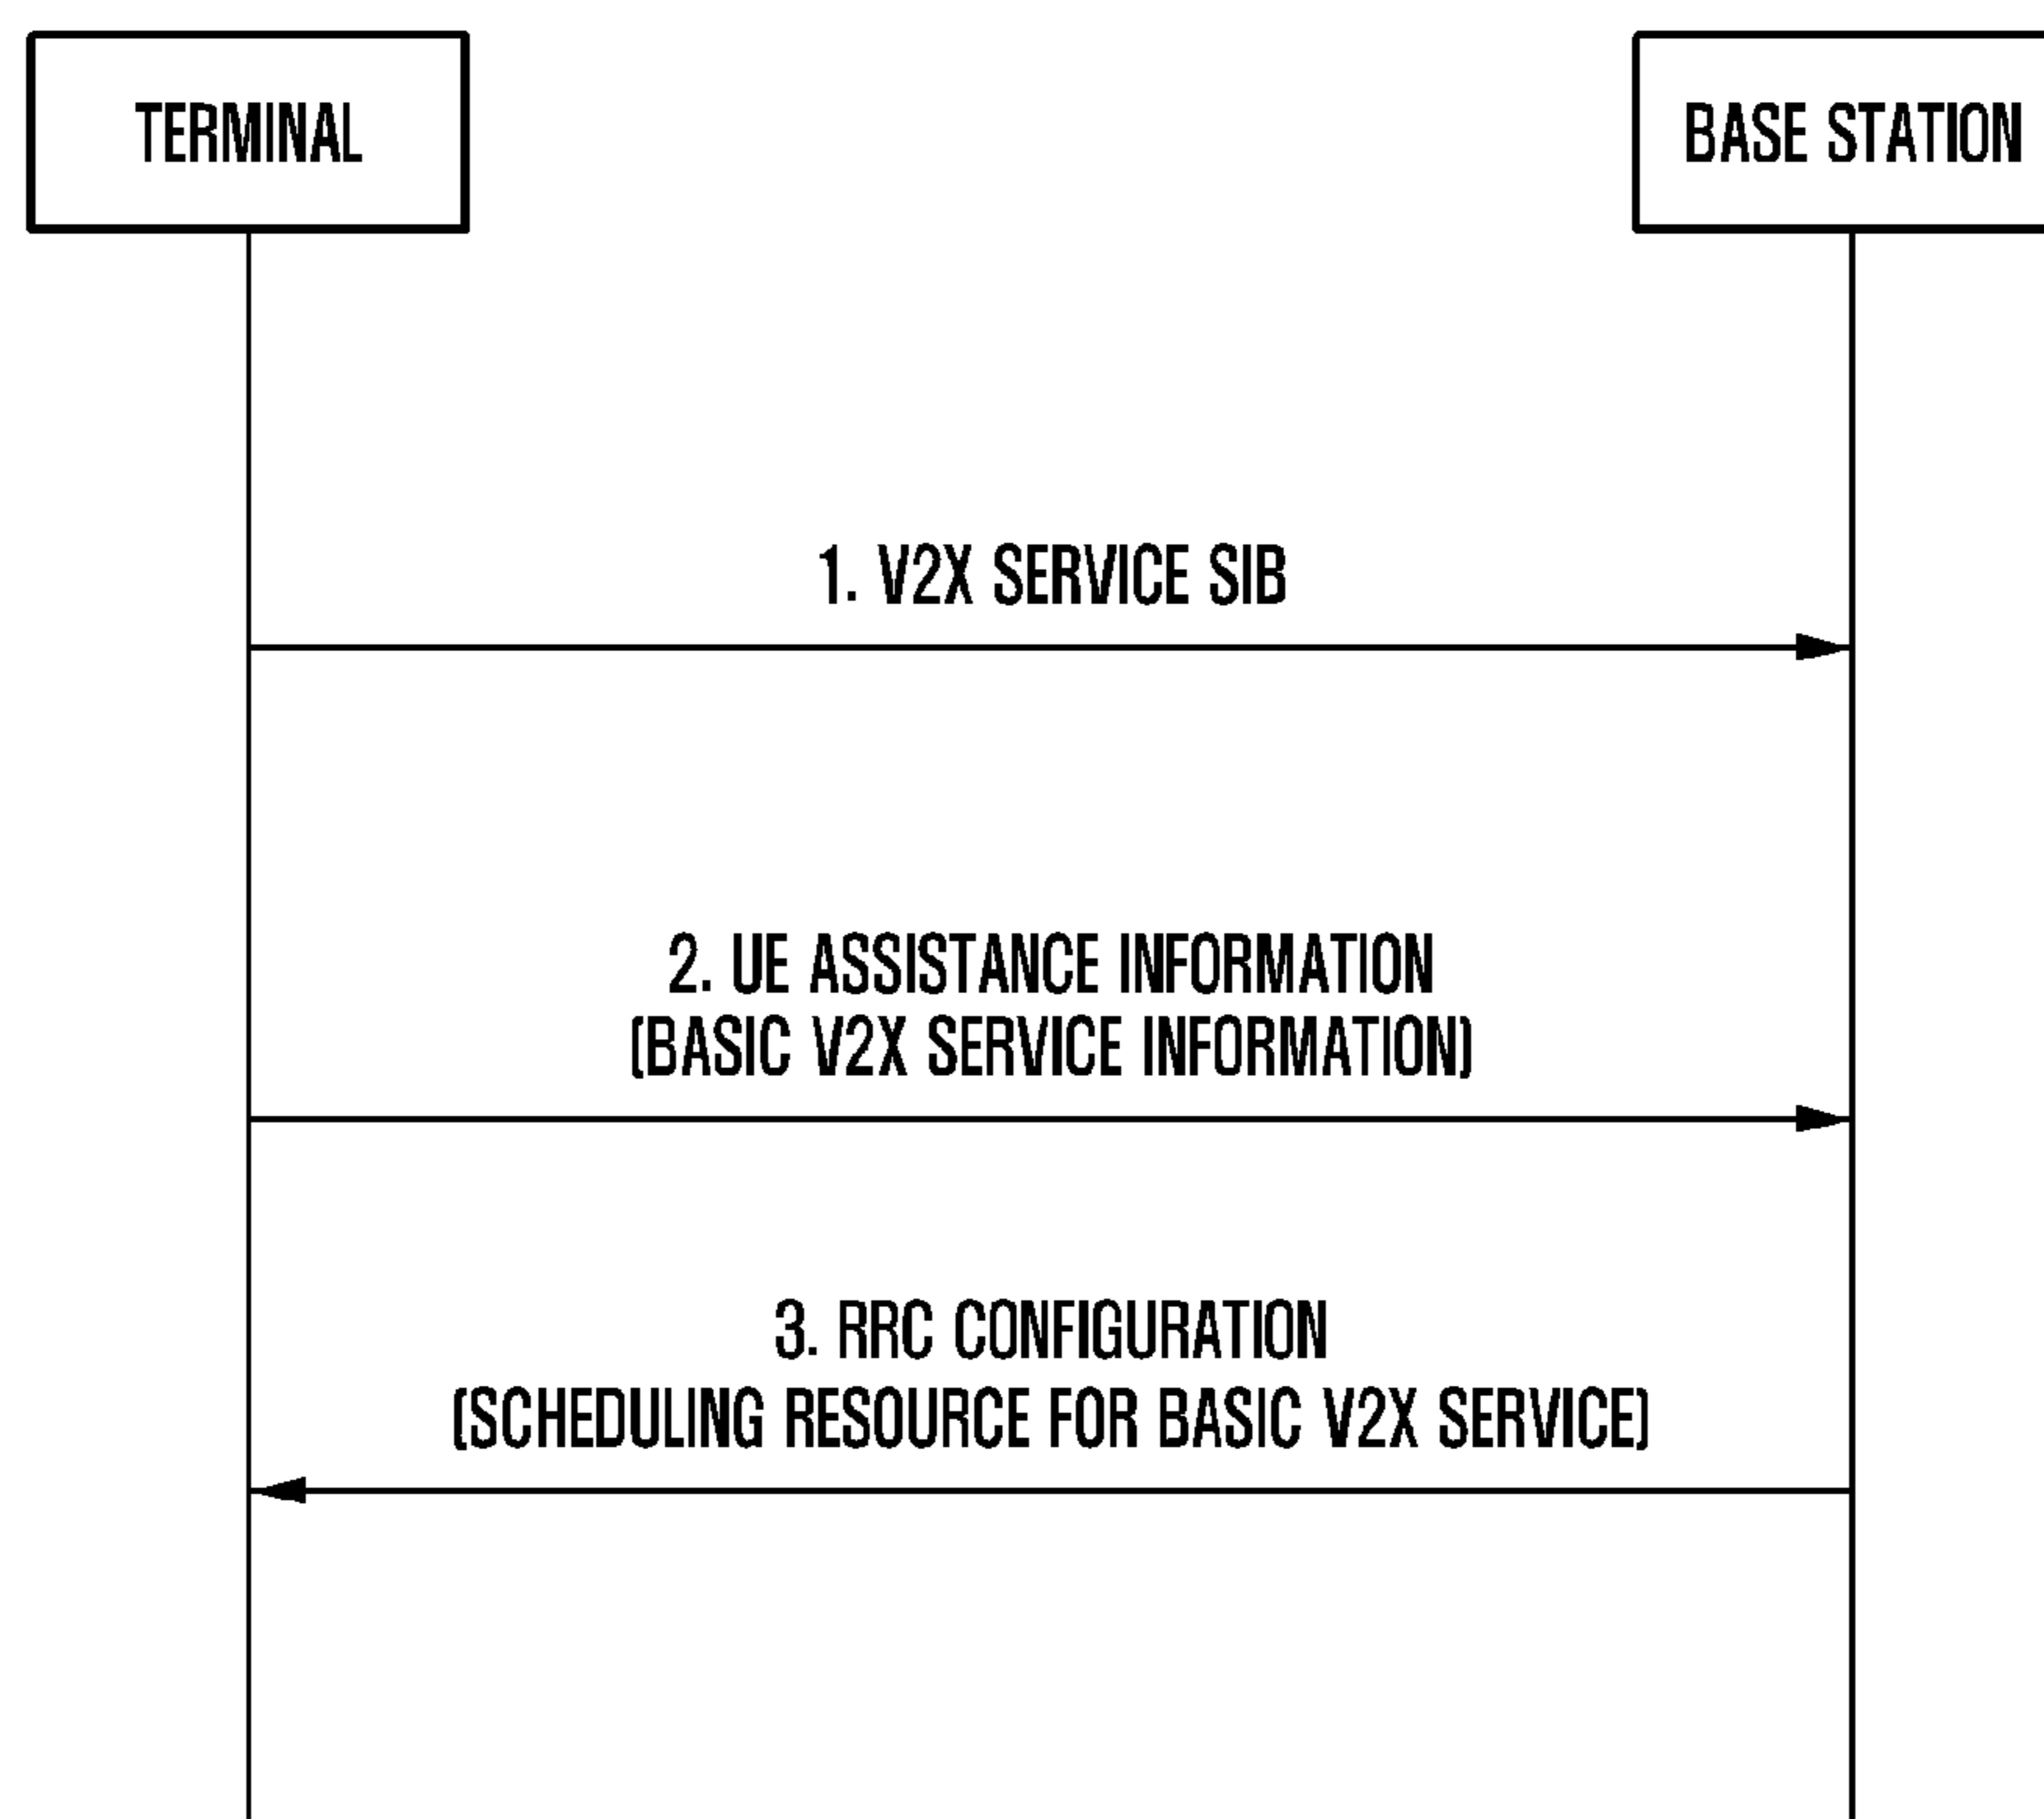 TERMINAL
BASE STATION
1. V2X SERVICE SIB
2. UE ASSISTANCE INFORMATION
(BASIC V2X SERVICE INFORMATION)
3. RRC CONFIGURATION
(SCHEDULING RESOURCE FOR BASIC V2X SERVICE)